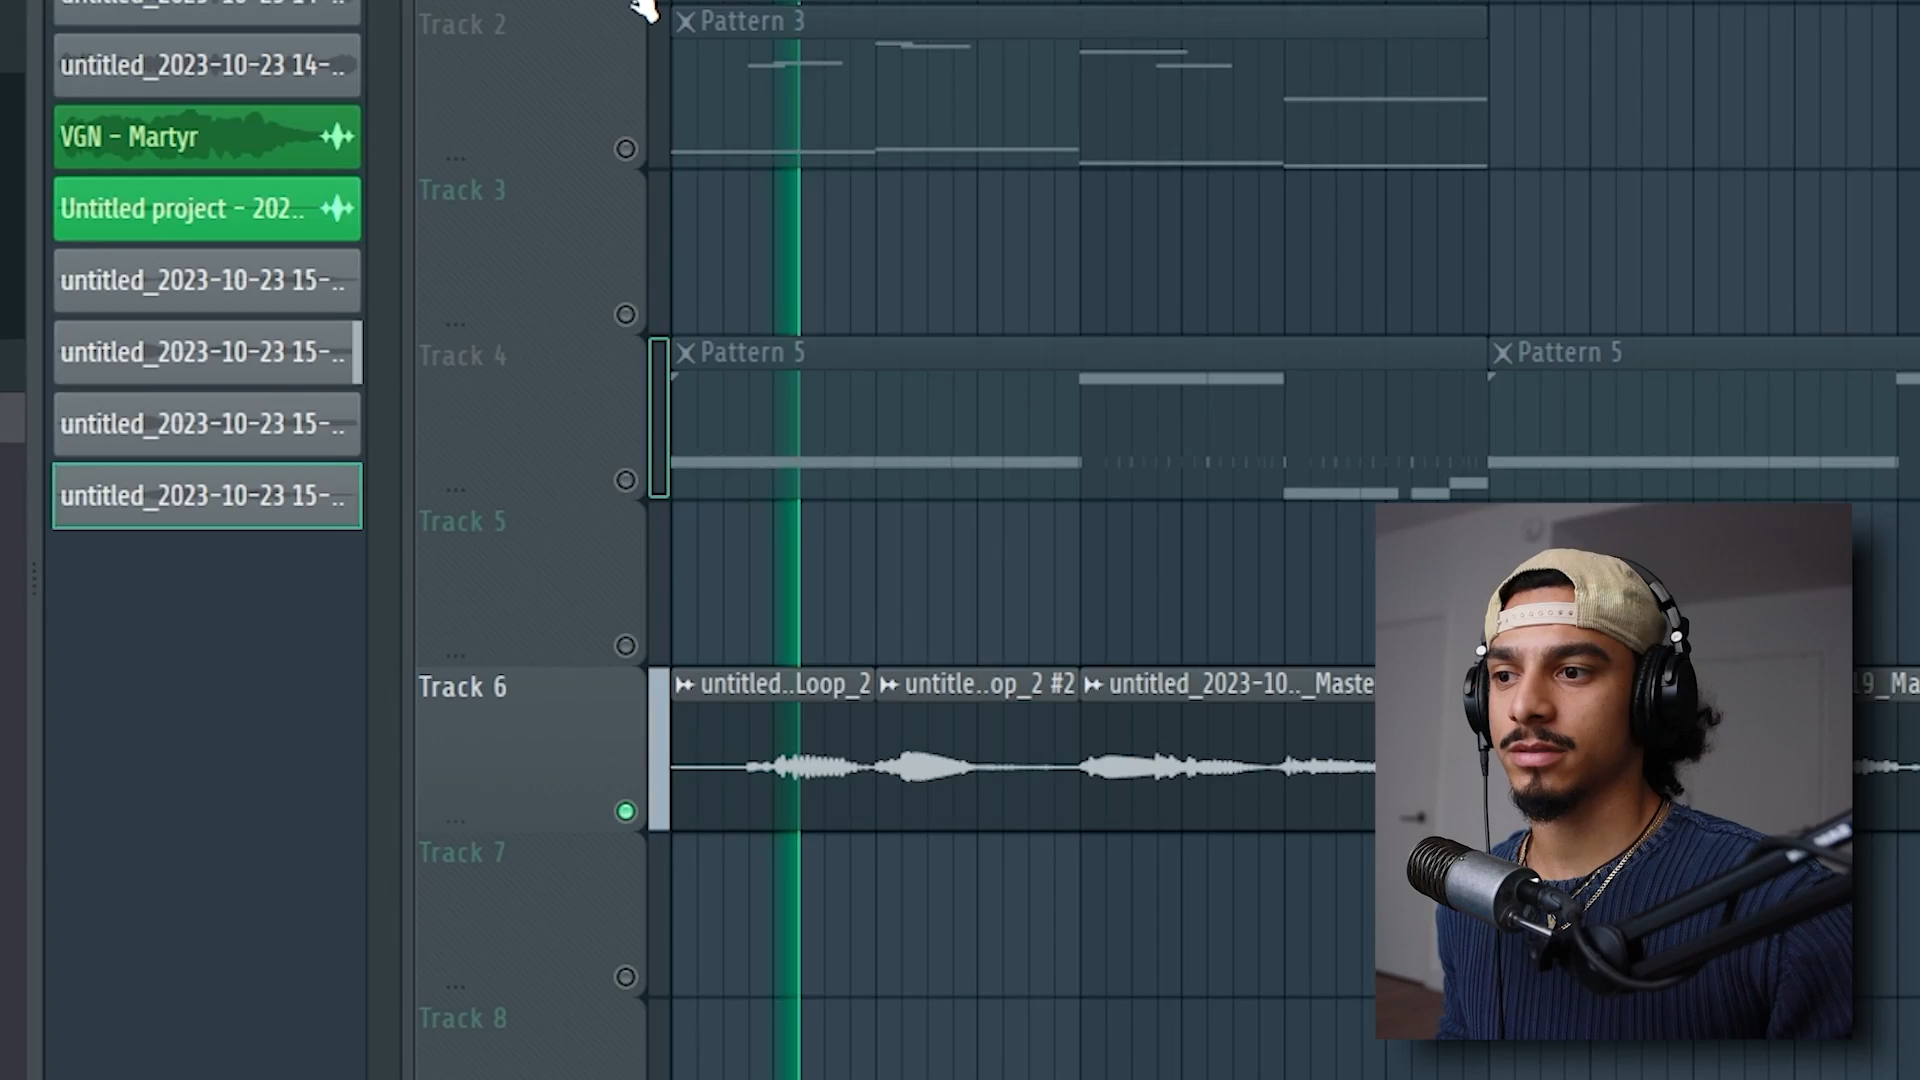 untitled_2023-10-23 14-..
VGN - Martyr
Untitled project - 202..
untitled_2023-10-23 15-..
untitled_2023-10-23 15-..
untitled_2023-10-23 15-..
untitled_2023-10-23 15-..
Track 2
Pattern 3
Track 3
Track 4
Pattern 5
Pattern 5
Track 5
Track 6
untitled..Loop_2
untitle..op_2 #2
untitled_2023-10.._Maste
19_Ma
Track 7
Track 8